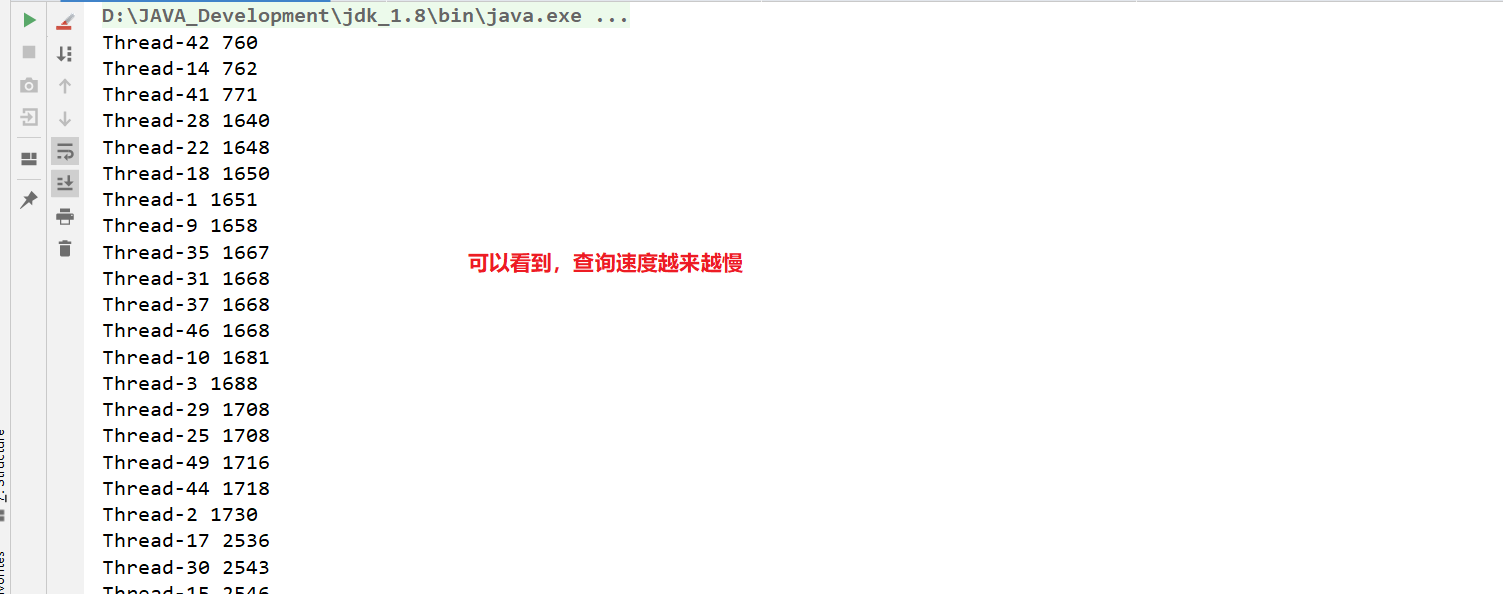 D:\JAVA_Development\jdk_1.8\bin\java.exe ...
Thread-42 760
Thread-14 762
Thread-41 771
Thread-28 1640
Thread-22 1648
Thread-18 1650
Thread-1 1651
Thread-9 1658
Thread-35 1667
可以看到，查询速度越来越慢
Thread-31 1668
Thread-37 1668
Thread-46 1668
Thread-10 1681
Thread-3 1688
Thread-29 1708
Thread-25 1708
Thread-49 1716
Thread-44 1718
Thread-2 1730
Thread-17 2536
Thread-30 2543
Thread-15 2546
7: Structure